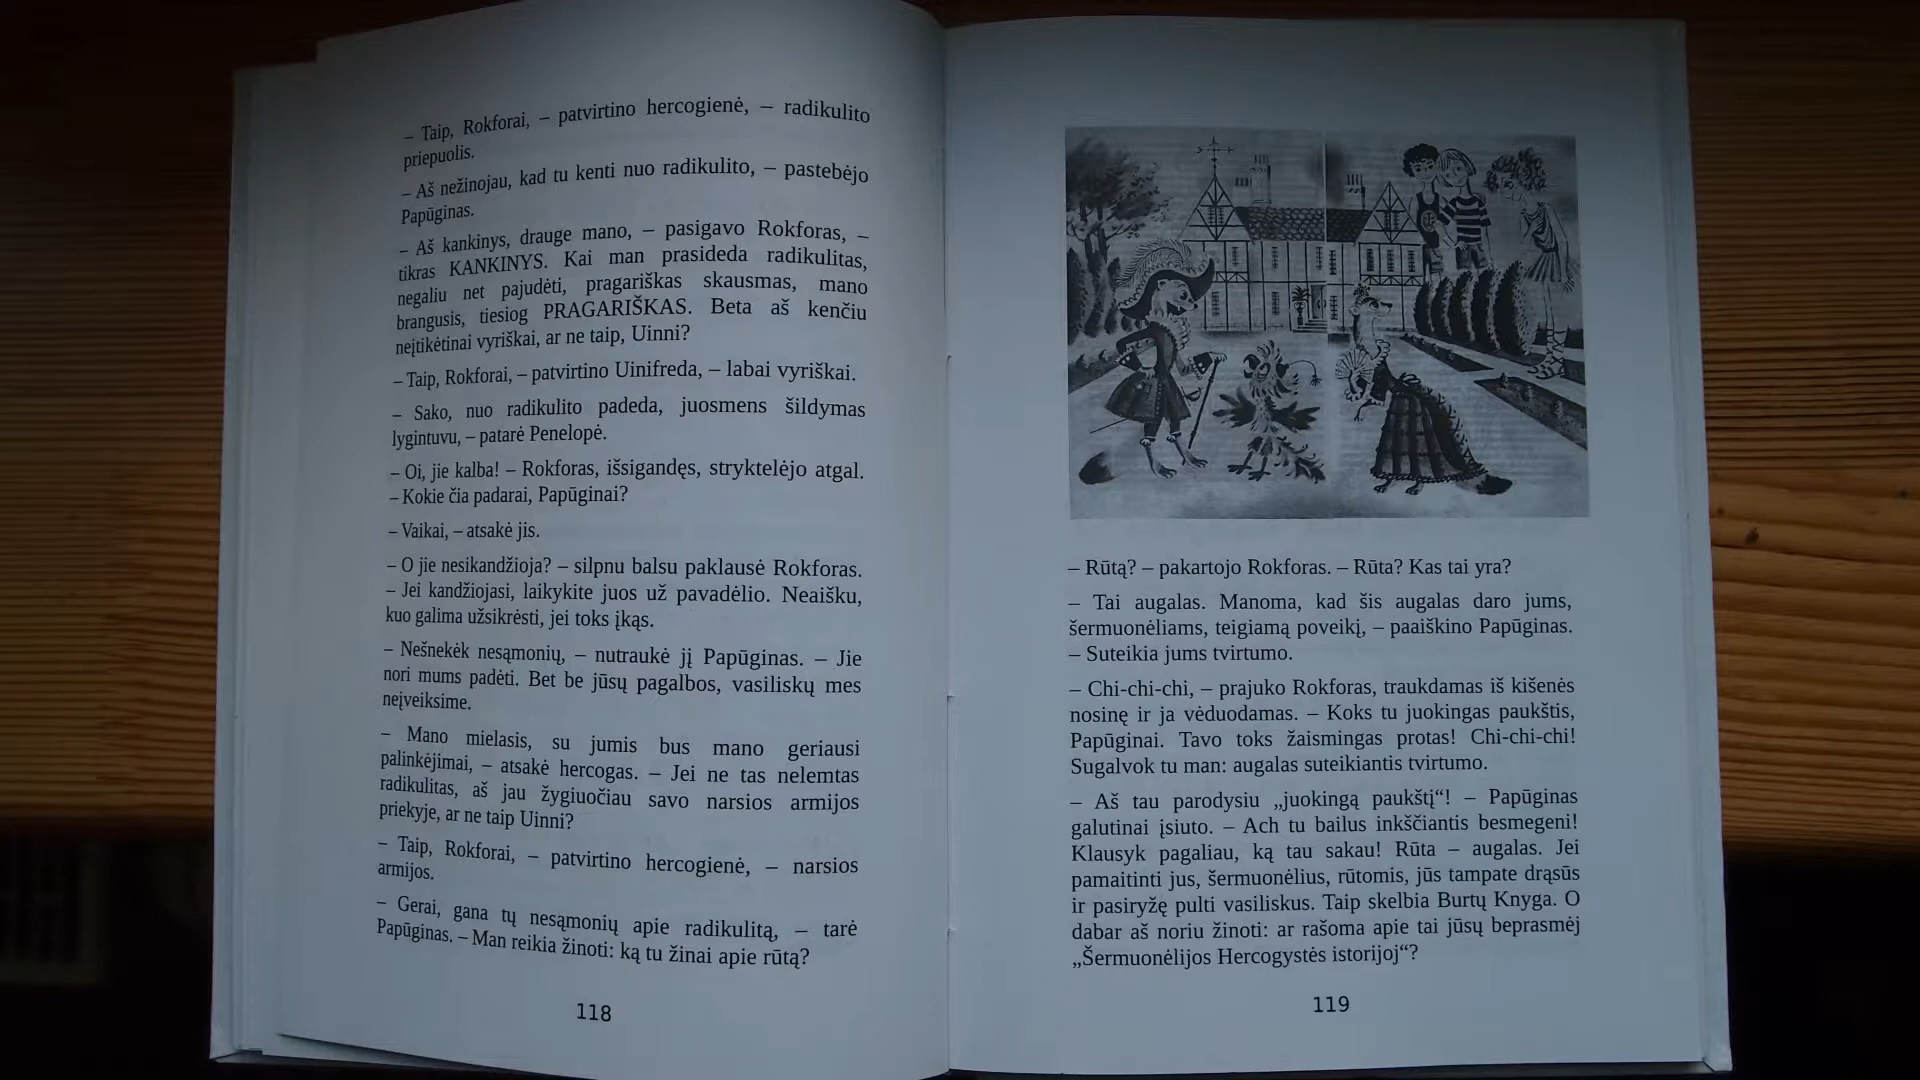 – Taip, Rokforai, – patvirtino hercogienė, – radikulito
priepuolis.
– Aš nežinojau, kad tu kenti nuo radikulito, – pastebėjo
Papūginas.
– Aš kankinys, drauge mano, – pasigavo Rokforas, –
tikras KANKINYS. Kai man prasideda radikulitas,
negaliu net pajudėti, pragariškas skausmas, mano
brangusis, tiesiog PRAGARIŠKAS. Beta aš kenčiu
neįtikėtinai vyriškai, ar ne taip, Uinni?
– Taip, Rokforai, – patvirtino Uinifreda, – labai vyriškai.
– Sako, nuo radikulito padeda, juosmens šildymas
lygintuvu, – patarė Penelopė.
– Oi, jie kalba! – Rokforas, išsigandęs, stryktelėjo atgal.
– Kokie čia padarai, Papūginai?
– Vaikai, – atsakė jis.
– O jie nesikandžioja? – silpnu balsu paklausė Rokforas.
– Jei kandžiojasi, laikykite juos už pavadėlio. Neaišku,
kuo galima užsikrėsti, jei toks įkąs.
– Nešnekėk nesąmonių, – nutraukė jį Papūginas. – Jie
nori mums padėti. Bet be jūsų pagalbos, vasiliskų mes
neįveiksime.
– Mano mielasis, su jumis bus mano geriausi
palinkėjimai, – atsakė hercogas. – Jei ne tas nelemtas
radikulitas, aš jau žygiuočiau savo narsios armijos
priekyje, ar ne taip Uinni?
– Taip, Rokforai, – patvirtino hercogienė, – narsios
armijos.
– Gerai, gana tų nesąmonių apie radikulitą, – tarė
Papūginas. – Man reikia žinoti: ką tu žinai apie rūtą?
118
– Rūtą? – pakartojo Rokforas. – Rūta? Kas tai yra?
– Tai augalas. Manoma, kad šis augalas daro jums,
šermuonėliams, teigiamą poveikį, – paaiškino Papūginas.
– Suteikia jums tvirtumo.
– Chi-chi-chi, – prajuko Rokforas, traukdamas iš kišenės
nosinę ir ja vėduodamas. – Koks tu juokingas paukštis,
Papūginai. Tavo toks žaismingas protas! Chi-chi-chi!
Sugalvok tu man: augalas suteikiantis tvirtumo.
– Aš tau parodysiu „juokingą paukštį“! – Papūginas
galutinai įsiuto. – Ach tu bailus inkščiantis besmegeni!
Klausyk pagaliau, ką tau sakau! Rūta – augalas. Jei
pamaitinti jus, šermuonėlius, rūtomis, jūs tampate drąsūs
ir pasiryžę pulti vasiliskus. Taip skelbia Burtų Knyga. O
dabar aš noriu žinoti: ar rašoma apie tai jūsų beprasmėj
„Šermuonėlijos Hercogystės istorijoj“?
119